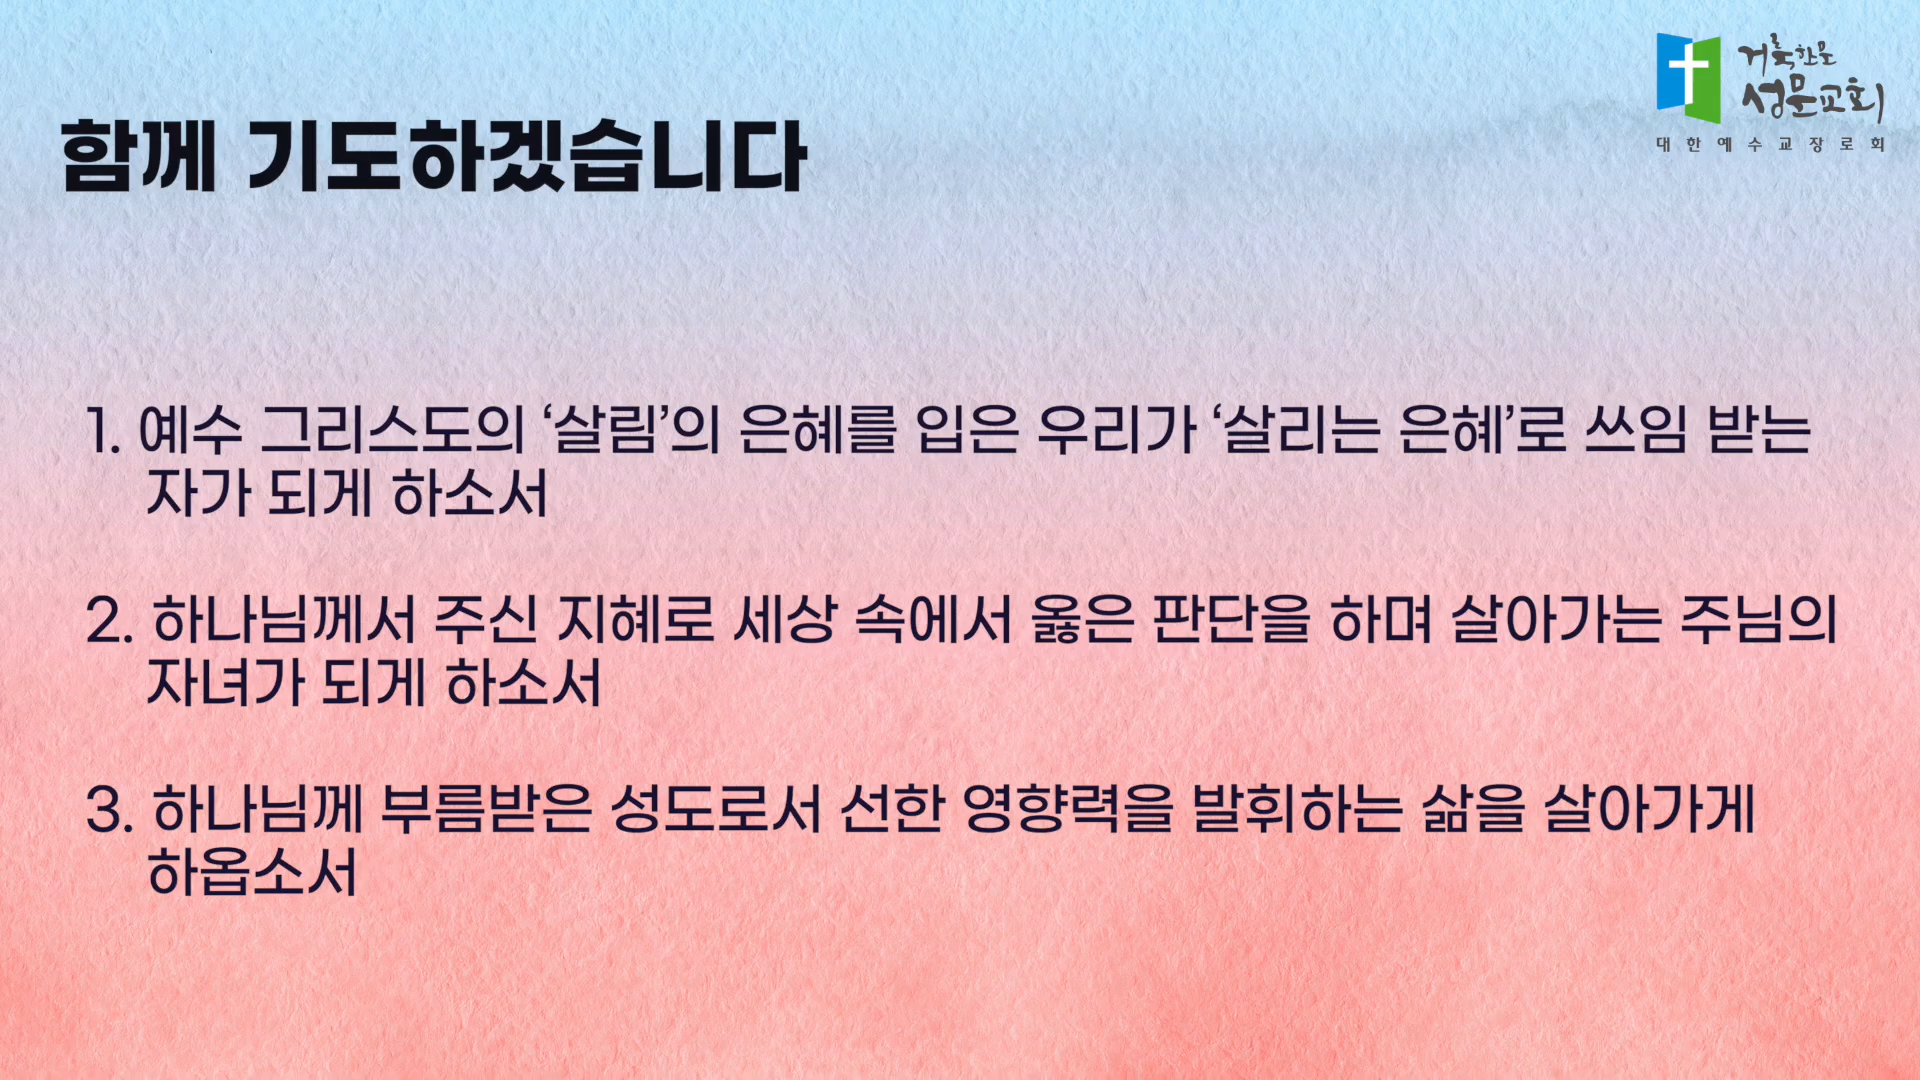 거룩한문
성문교회
대한예수교장로회
함께 기도하겠습니다
1. 예수 그리스도의 ‘살림’의 은혜를 입은 우리가 ‘살리는 은혜’로 쓰임 받는
자가 되게 하소서
2. 하나님께서 주신 지혜로 세상 속에서 옳은 판단을 하며 살아가는 주님의
자녀가 되게 하소서
3. 하나님께 부름받은 성도로서 선한 영향력을 발휘하는 삶을 살아가게
하옵소서